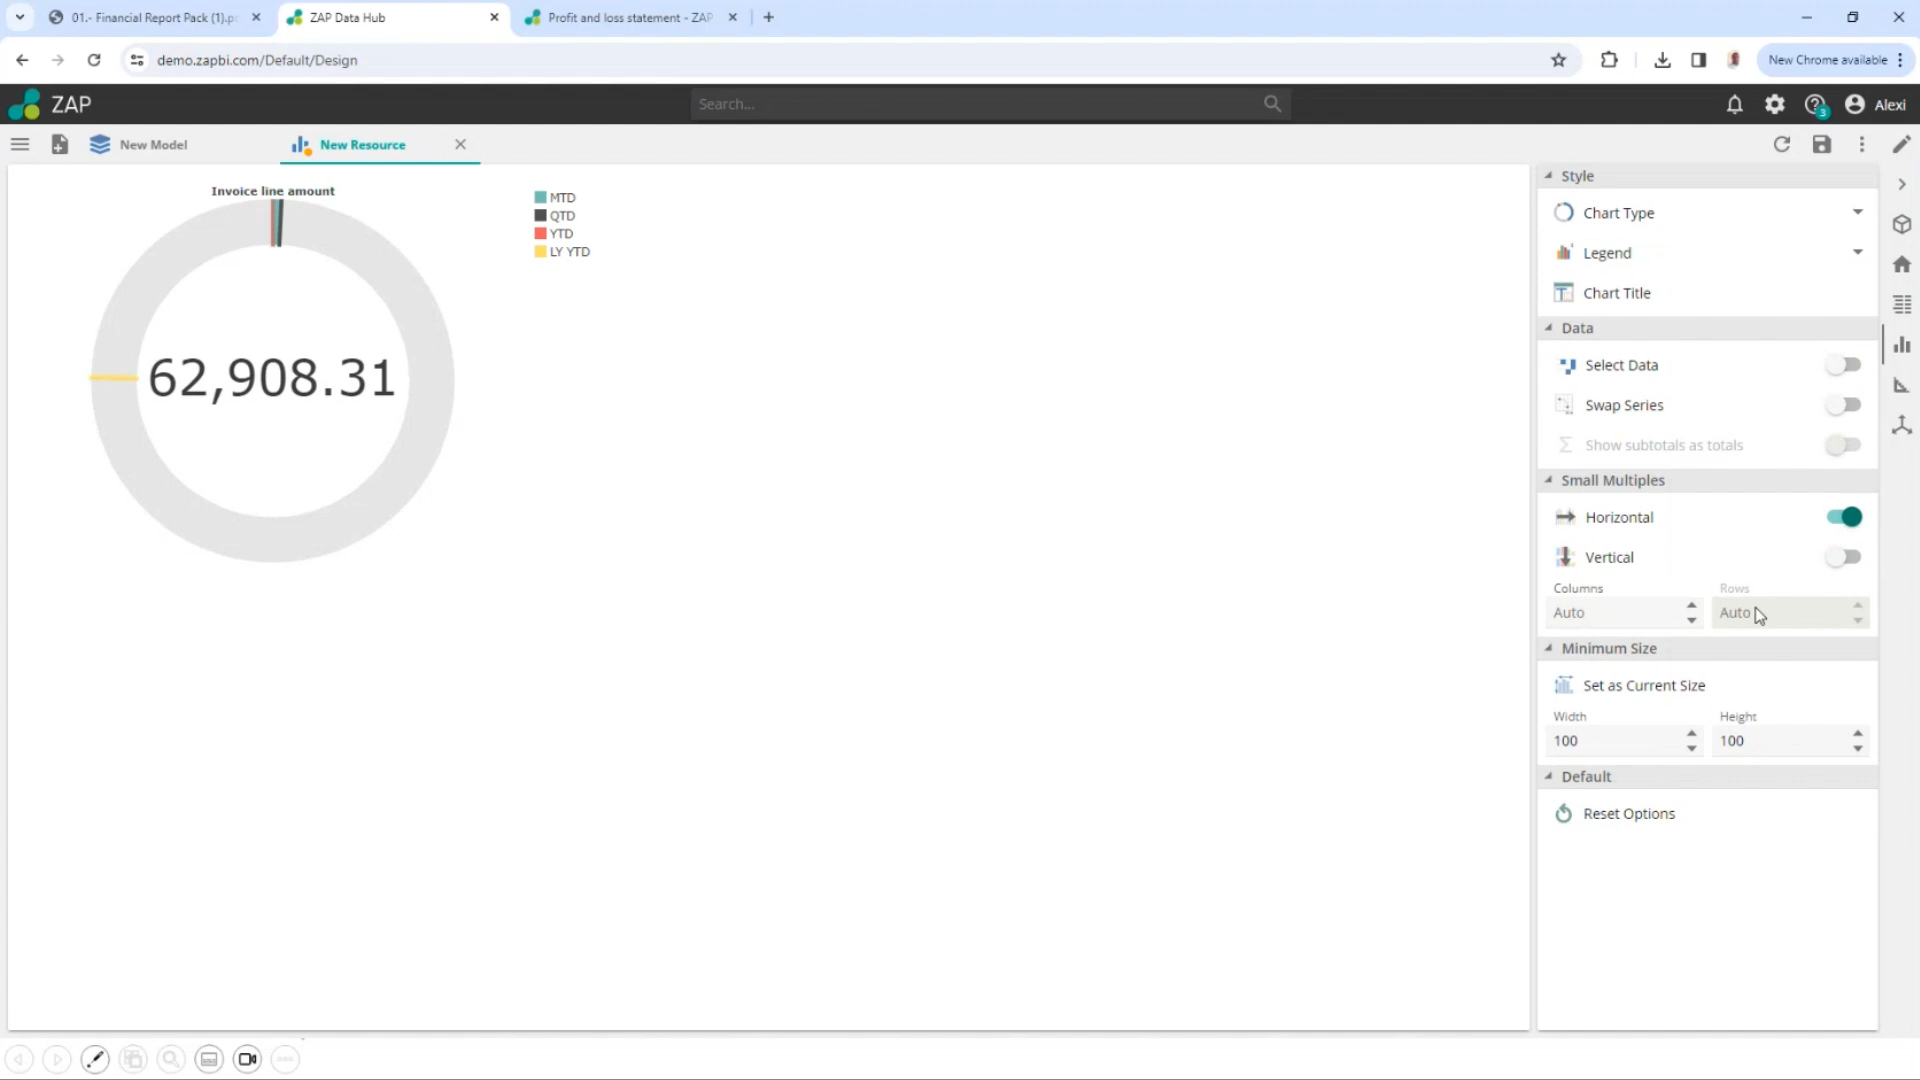 01.- Financial Report Pack (1).p
ZAP Data Hub
Profit and loss statement - ZAP
demo.zapbi.com/Default/Design
New Chrome available
ZAP
Search...
3
Alexi
New Model
New Resource
Invoice line amount
62,908.31
MTD
QTD
YTD
LY YTD
Style
Chart Type
Legend
Chart Title
Data
Select Data
Swap Series
Show subtotals as totals
Small Multiples
Horizontal
Vertical
Columns Rows
Auto Auto
Minimum Size
Set as Current Size
Width Height
100 100
Default
Reset Options